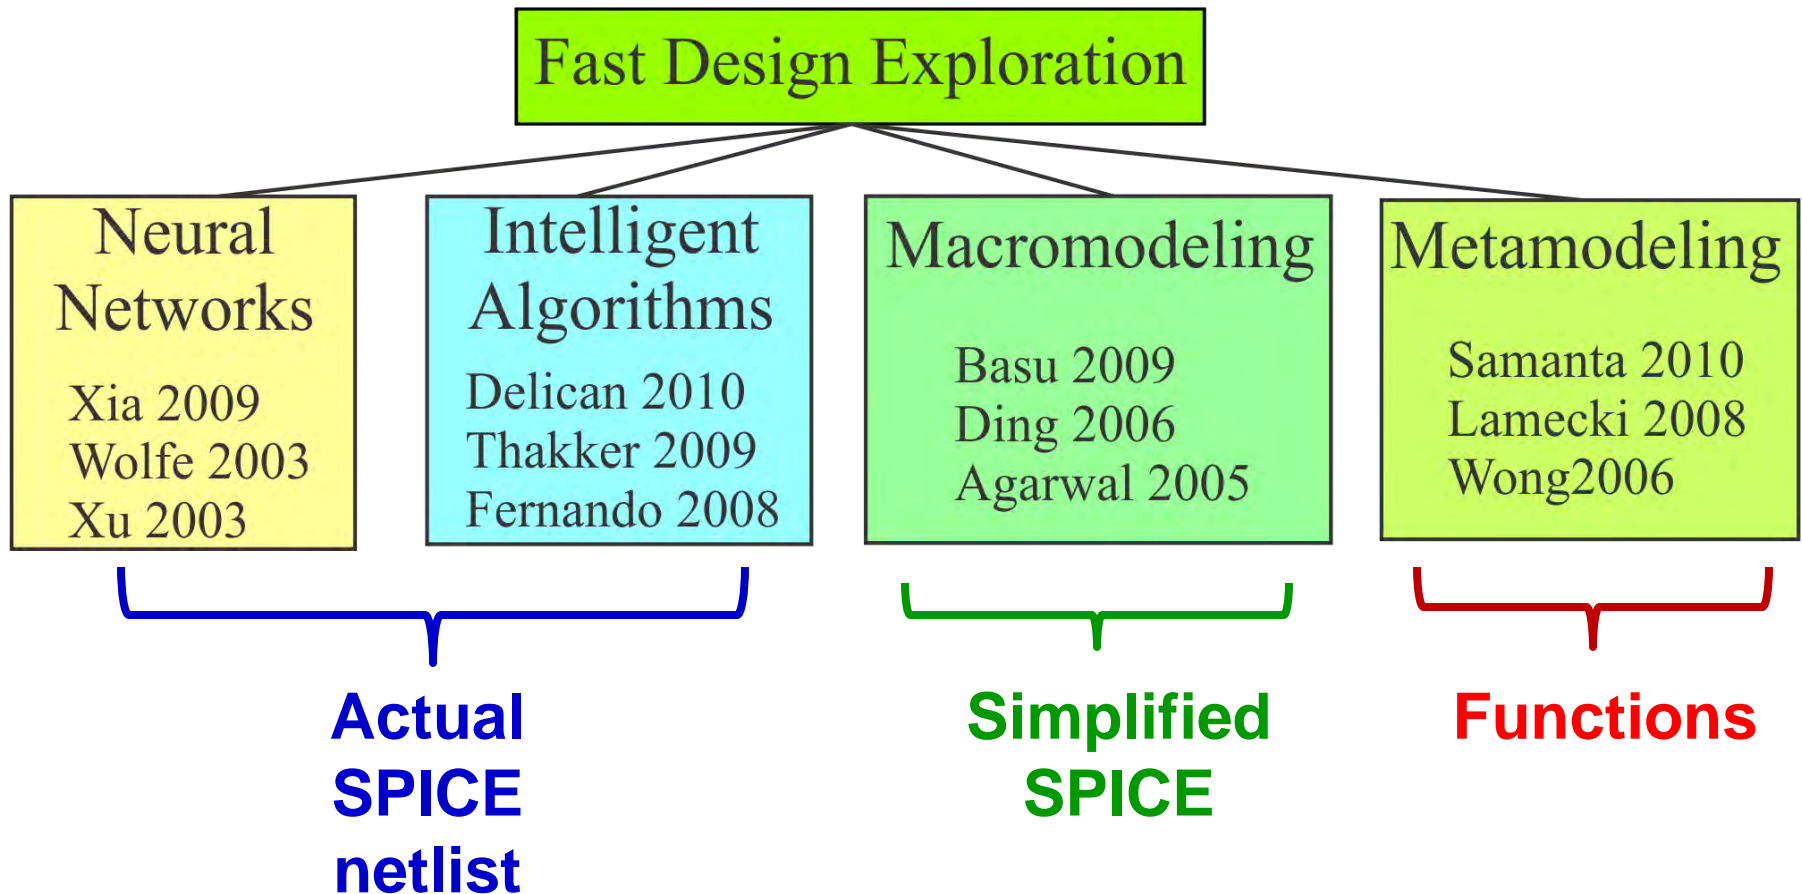 Fast Design Exploration
Neural
Networks
Xia 2009
Wolfe 2003
Xu 2003
Intelligent
Algorithms
Delican 2010
Thakker 2009
Fernando 2008
Macromodeling
Basu 2009
Ding 2006
Agarwal 2005
Metamodeling
Samanta 2010
Lamecki 2008
Wong2006
Actual
SPICE
netlist
Simplified
SPICE
Functions